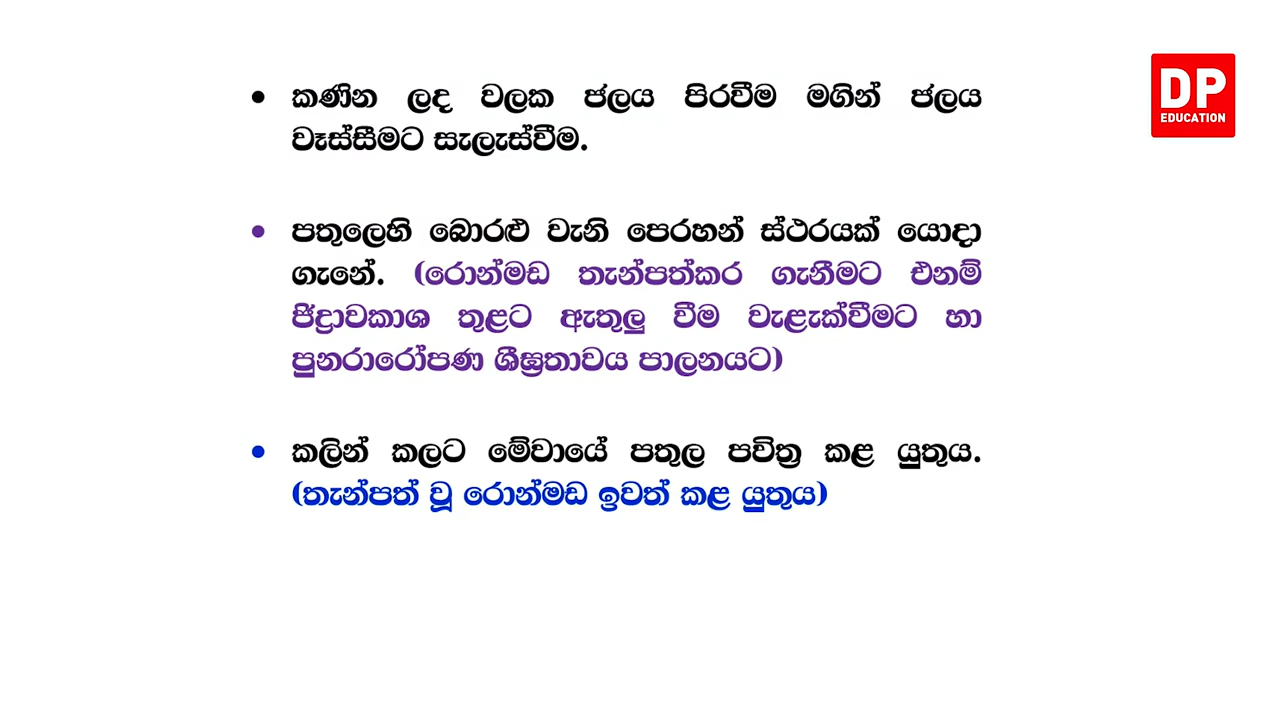 • කණින ලද වලක ජලය පිරවීම මගින් ජලය
වෑස්සීමට සැලැස්වීම.
• පතුලෙහි බොරළු වැනි පෙරහන් ස්ථරයක් යොදා
ගැනේ. (රොන්මඩ තැන්පත්කර ගැනීමට එනම්
ඡිද්‍රාවකාශ තුළට ඇතුලු වීම වැළැක්වීමට හා
පුනරාරෝපණ ශීඝ්‍රතාවය පාලනයට)
• කලින් කලට මේවායේ පතුල පවිත්‍ර කළ යුතුය.
(තැන්පත් වූ රොන්මඩ ඉවත් කළ යුතුය)
DP
EDUCATION